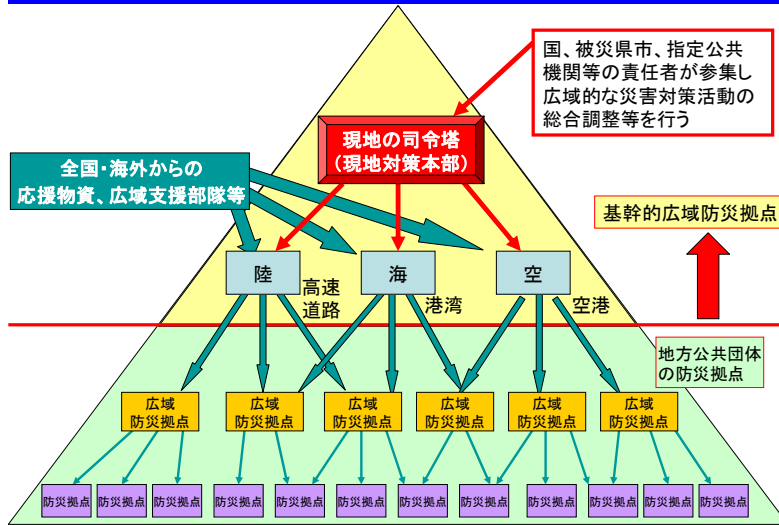 国、被災県市、指定公共
機関等の責任者が参集し
広域的な災害対策活動の
総合調整等を行う
現地の司令塔
（現地対策本部）
全国・海外からの
応援物資、広域支援部隊等
基幹的広域防災拠点
陸
海
空
高速
道路
港湾
空港
地方公共団体
の防災拠点
広域
防災拠点
広域
防災拠点
広域
防災拠点
広域
防災拠点
広域
防災拠点
広域
防災拠点
防災拠点
防災拠点
防災拠点
防災拠点
防災拠点
防災拠点
防災拠点
防災拠点
防災拠点
防災拠点
防災拠点
防災拠点